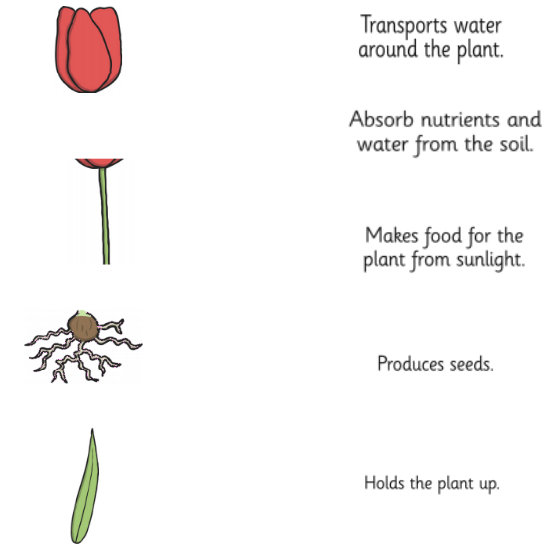 Transports water
around the plant.
Absorb nutrients and
water from the soil.
Makes food for the
plant from sunlight.
Produces seeds.
Holds the plant up.